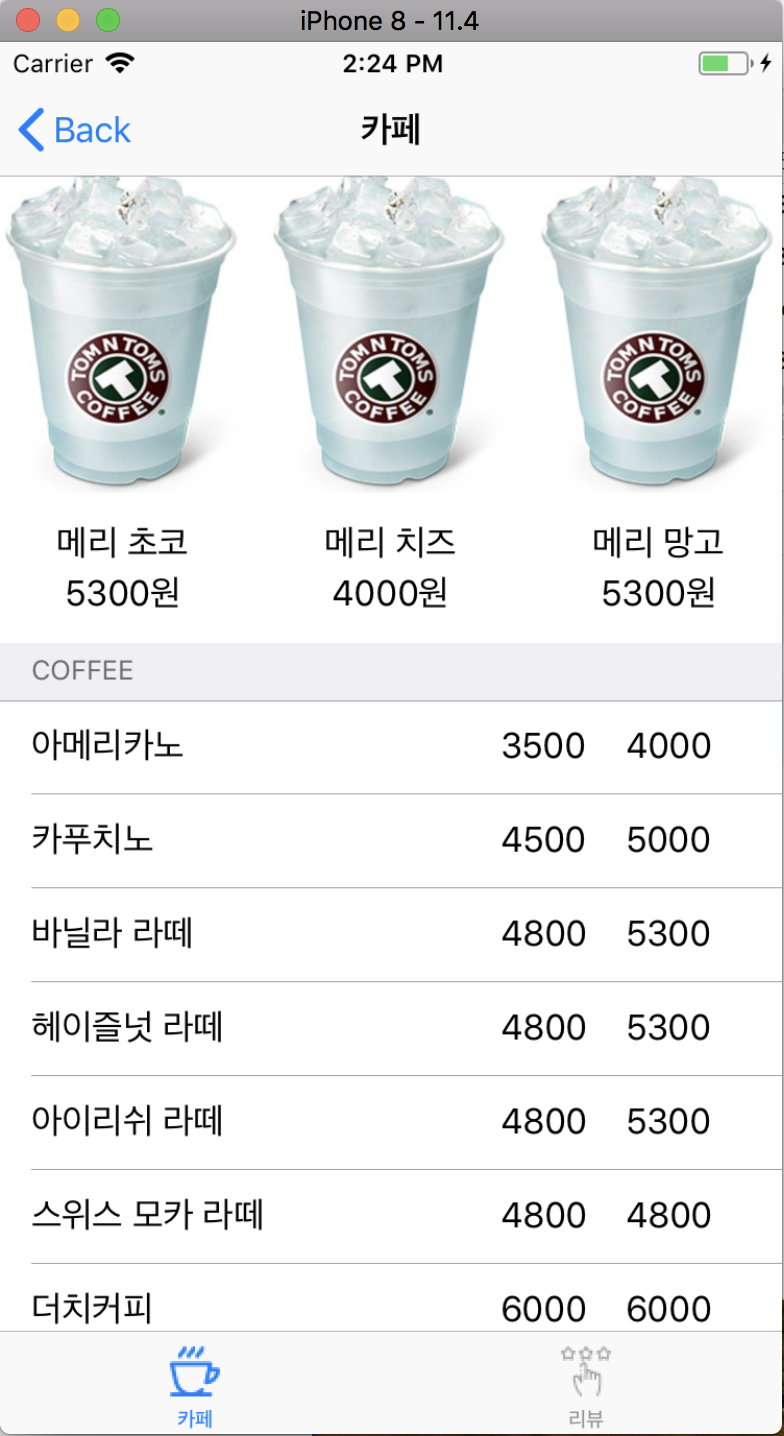 iPhone 8 - 11.4
Carrier 2:24 PM
Back 카페
TOM N TOMS COFFEE TOM N TOMS COFFEE TOM N TOMS COFFEE
메리 초코 메리 치즈 메리 망고
5300원 4000원 5300원
COFFEE
아메리카노 3500 4000
카푸치노 4500 5000
바닐라 라떼 4800 5300
헤이즐넛 라떼 4800 5300
아이리쉬 라떼 4800 5300
스위스 모카 라떼 4800 4800
더치커피 6000 6000
카페 리뷰